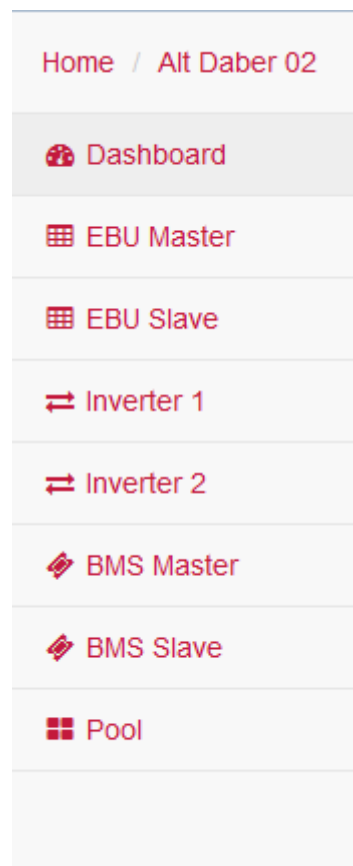 Home / Alt Daber 02
Dashboard
EBU Master
EBU Slave
Inverter 1
Inverter 2
BMS Master
BMS Slave
Pool